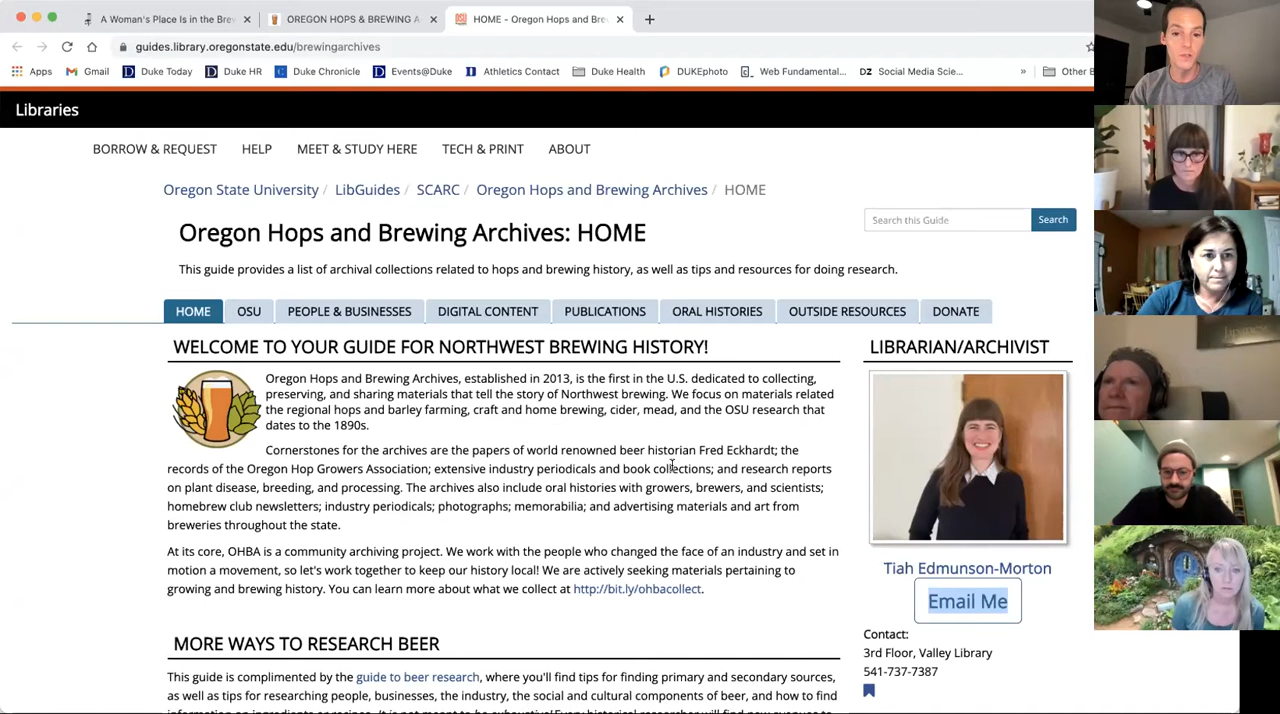 A Woman's Place Is in the Brew
OREGON HOPS & BREWING A
HOME - Oregon Hops and Brew
guides.library.oregonstate.edu/brewingarchives
Apps Gmail Duke Today Duke HR Duke Chronicle Events@Duke Athletics Contact Duke Health DUKEphoto Web Fundamental... DZ Social Media Scie... » Other B
Libraries
BORROW & REQUEST HELP MEET & STUDY HERE TECH & PRINT ABOUT
Oregon State University / LibGuides / SCARC / Oregon Hops and Brewing Archives / HOME
Oregon Hops and Brewing Archives: HOME
Search this Guide Search
This guide provides a list of archival collections related to hops and brewing history, as well as tips and resources for doing research.
HOME OSU PEOPLE & BUSINESSES DIGITAL CONTENT PUBLICATIONS ORAL HISTORIES OUTSIDE RESOURCES DONATE
WELCOME TO YOUR GUIDE FOR NORTHWEST BREWING HISTORY!
Oregon Hops and Brewing Archives, established in 2013, is the first in the U.S. dedicated to collecting,
preserving, and sharing materials that tell the story of Northwest brewing. We focus on materials related
the regional hops and barley farming, craft and home brewing, cider, mead, and the OSU research that
dates to the 1890s.
Cornerstones for the archives are the papers of world renowned beer historian Fred Eckhardt; the
records of the Oregon Hop Growers Association; extensive industry periodicals and book collections; and research reports
on plant disease, breeding, and processing. The archives also include oral histories with growers, brewers, and scientists;
homebrew club newsletters; industry periodicals; photographs; memorabilia; and advertising materials and art from
breweries throughout the state.
At its core, OHBA is a community archiving project. We work with the people who changed the face of an industry and set in
motion a movement, so let's work together to keep our history local! We are actively seeking materials pertaining to
growing and brewing history. You can learn more about what we collect at http://bit.ly/ohbacollect.
MORE WAYS TO RESEARCH BEER
This guide is complimented by the guide to beer research, where you'll find tips for finding primary and secondary sources,
as well as tips for researching people, businesses, the industry, the social and cultural components of beer, and how to find
LIBRARIAN/ARCHIVIST
Tiah Edmunson-Morton
Email Me
Contact:
3rd Floor, Valley Library
541-737-7387